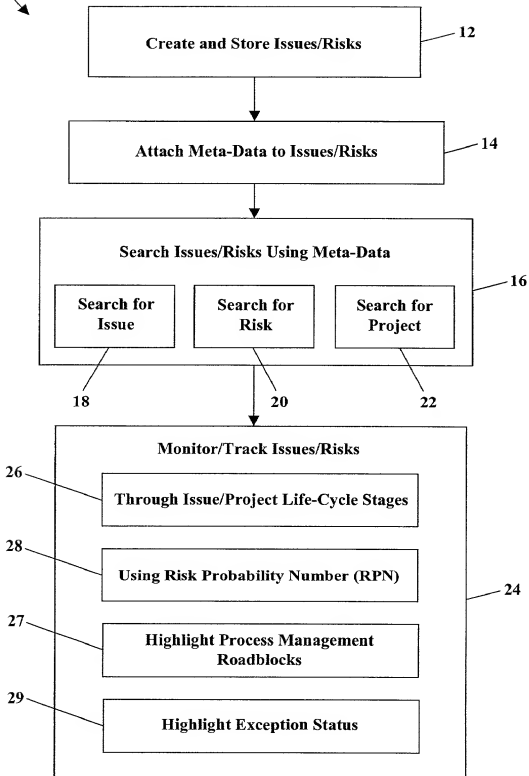 Create and Store Issues/Risks
12
Attach Meta-Data to Issues/Risks
14
Search Issues/Risks Using Meta-Data
16
Search for
Issue
Search for
Risk
Search for
Project
18
20
22
Monitor/Track Issues/Risks
24
26
Through Issue/Project Life-Cycle Stages
28
Using Risk Probability Number (RPN)
27
Highlight Process Management
Roadblocks
29
Highlight Exception Status